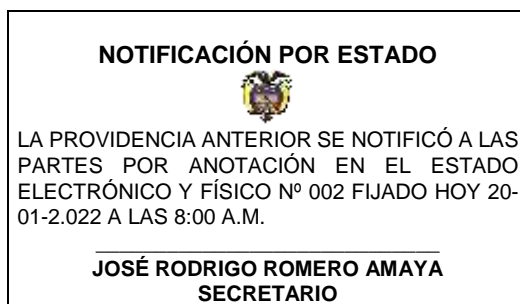 NOTIFICACIÓN POR ESTADO
LA PROVIDENCIA ANTERIOR SE NOTIFICÓ A LAS
PARTES POR ANOTACIÓN EN EL ESTADO
ELECTRÓNICO Y FÍSICO Nº 002 FIJADO HOY 20-
01-2.022 A LAS 8:00 A.M.
JOSÉ RODRIGO ROMERO AMAYA
SECRETARIO